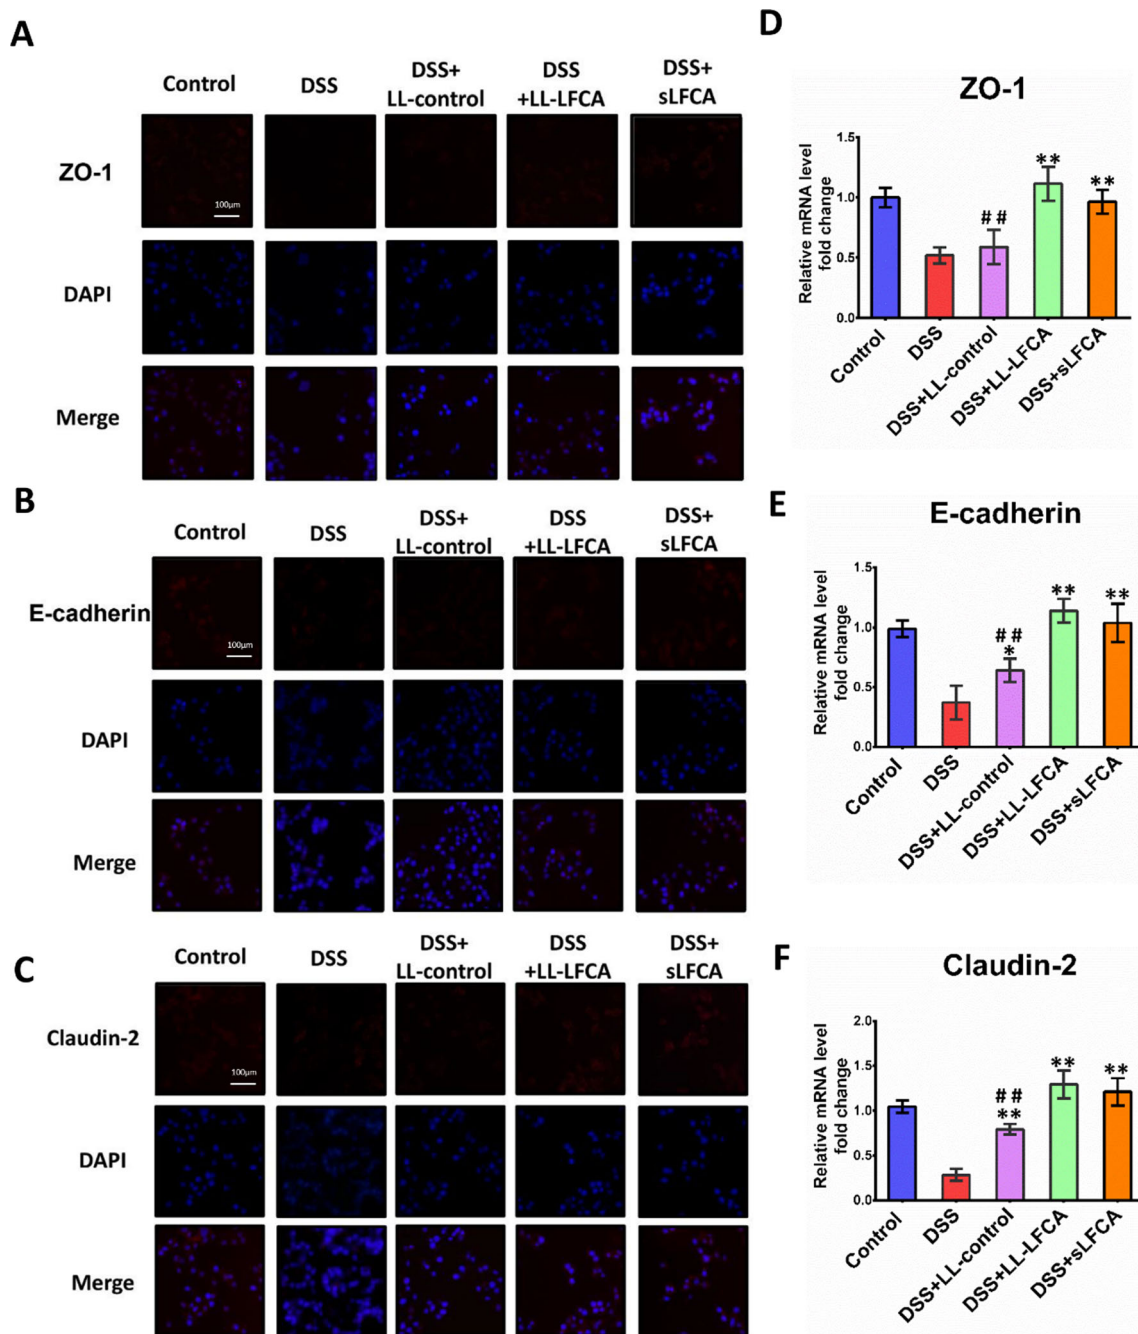 A
Control
DSS
DSS+
LL-control
DSS
+LL-LFCA
DSS+
sLFCA
ZO-1
100μm
DAPI
Merge
B
Control
DSS
DSS+
LL-control
DSS
+LL-LFCA
DSS+
sLFCA
E-cadherin
100μm
DAPI
Merge
C
Control
DSS
DSS+
LL-control
DSS
+LL-LFCA
DSS+
sLFCA
Claudin-2
100μm
DAPI
Merge
D
ZO-1
Relative mRNA level
fold change
1.5
1.0
0.5
0.0
##
**
**
Control
DSS
DSS+LL-control
DSS+LL-LFCA
DSS+sLFCA
E
E-cadherin
Relative mRNA level
fold change
1.5
1.0
0.5
0.0
##
*
**
**
Control
DSS
DSS+LL-control
DSS+LL-LFCA
DSS+sLFCA
F
Claudin-2
Relative mRNA level
fold change
2.0
1.5
1.0
0.5
0.0
##
**
**
**
Control
DSS
DSS+LL-control
DSS+LL-LFCA
DSS+sLFCA